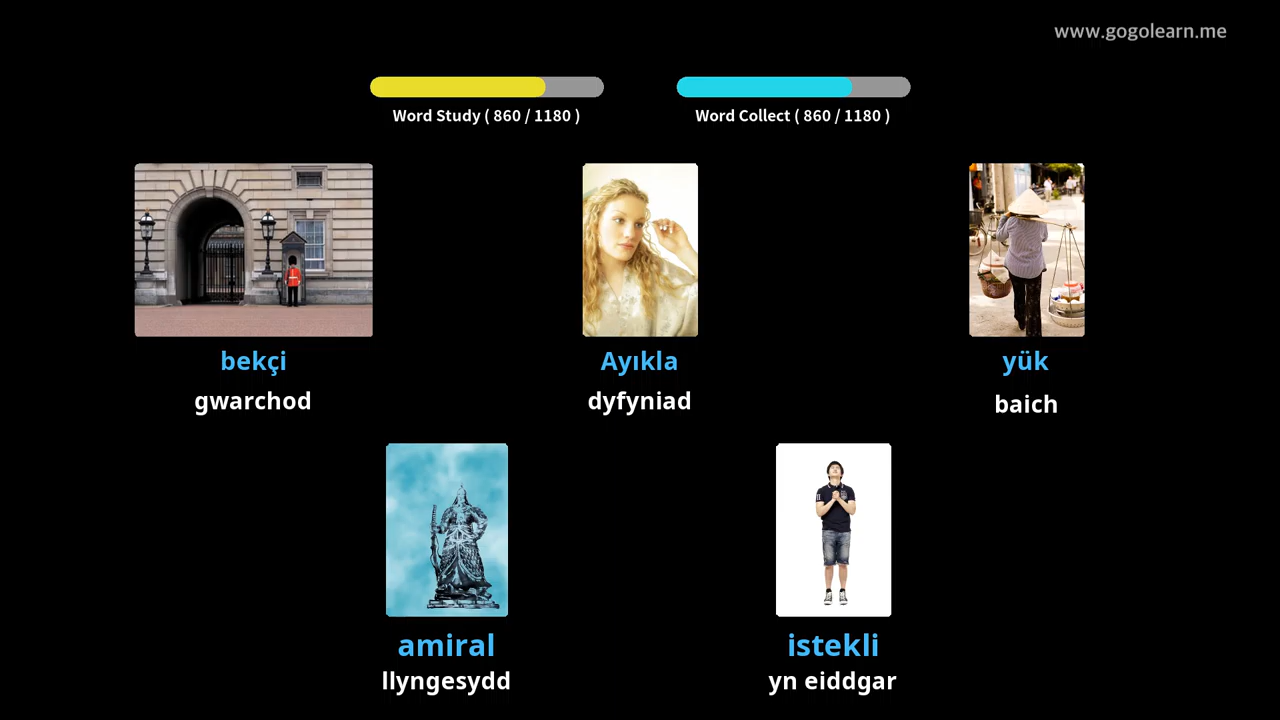 www.gogolearn.me
Word Study ( 860 / 1180 )
Word Collect ( 860 / 1180 )
bekçi
Ayıkla
yük
gwarchod
dyfyniad
baich
amiral
istekli
llyngesydd
yn eiddgar